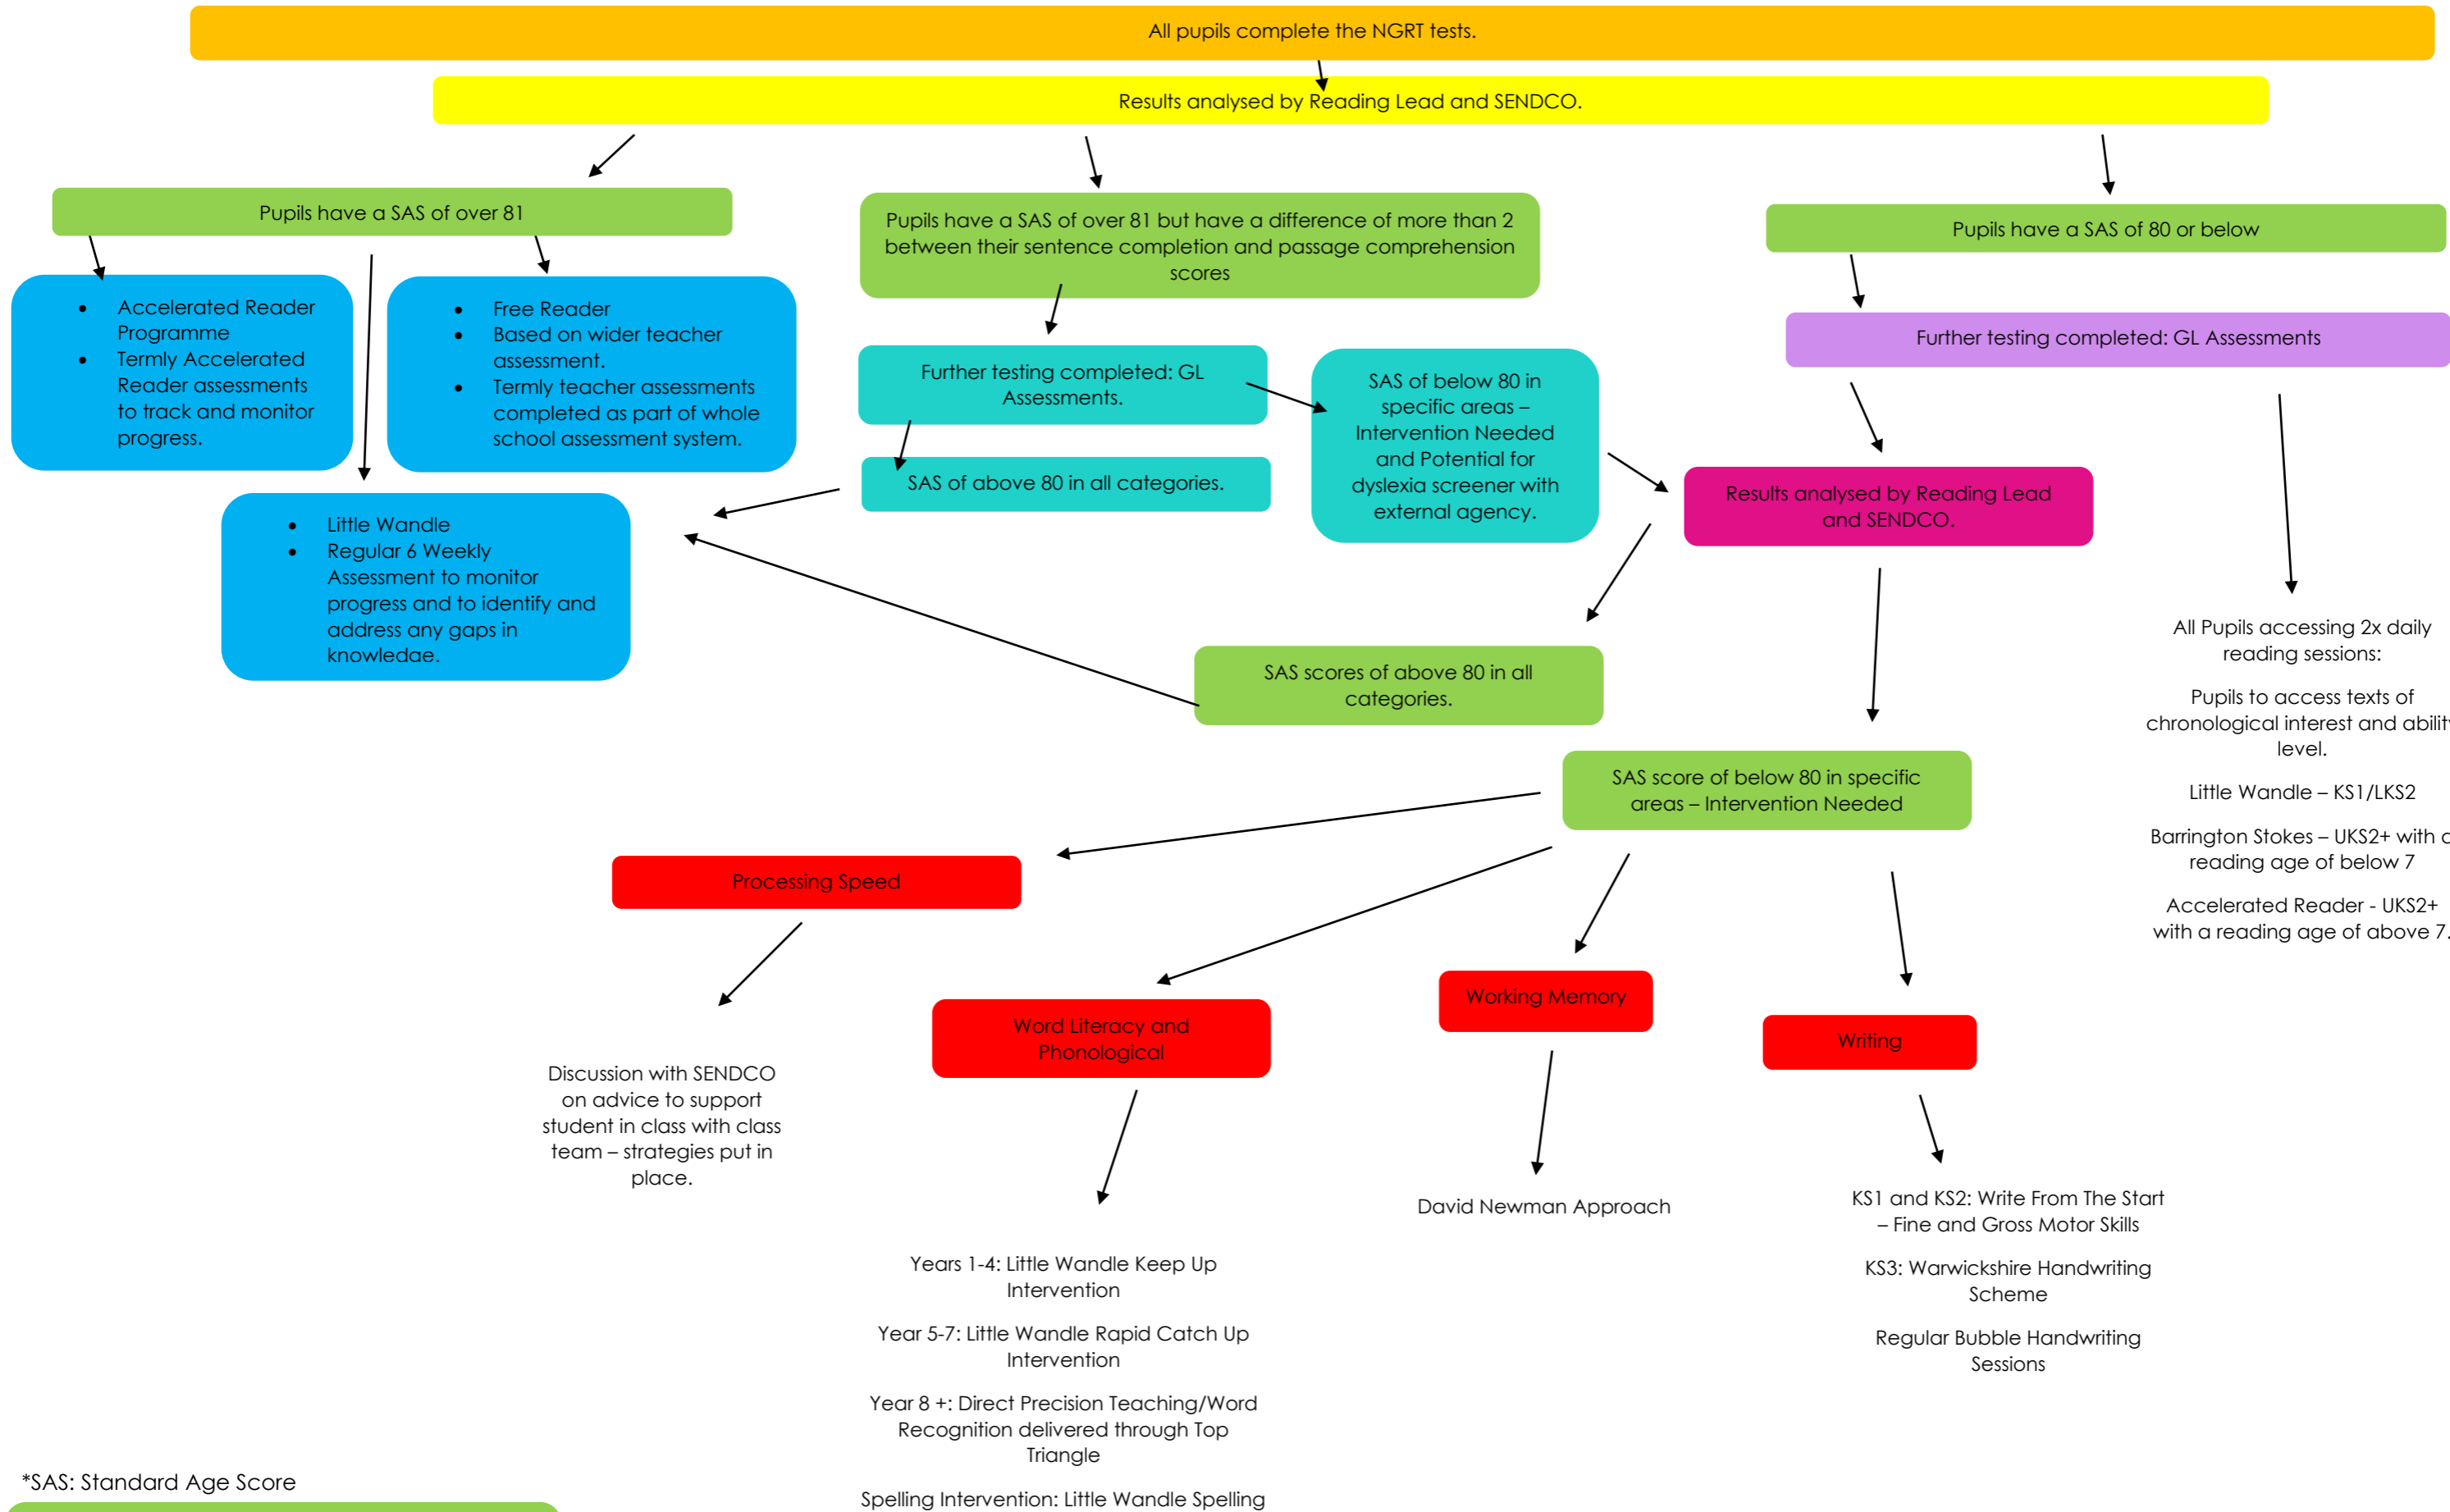 All pupils complete the NGRT tests.
Results analysed by Reading Lead and SENDCO.
Pupils have a SAS of over 81
Pupils have a SAS of over 81 but have a difference of more than 2
between their sentence completion and passage comprehension
scores
Pupils have a SAS of 80 or below
• Accelerated Reader
Programme
• Termly Accelerated
Reader assessments
to track and monitor
progress.
• Free Reader
• Based on wider teacher
assessment.
• Termly teacher assessments
completed as part of whole
school assessment system.
Further testing completed: GL
Assessments.
SAS of below 80 in
specific areas –
Intervention Needed
and Potential for
dyslexia screener with
external agency.
Further testing completed: GL Assessments
SAS of above 80 in all categories.
Results analysed by Reading Lead
and SENDCO.
• Little Wandle
• Regular 6 Weekly
Assessment to monitor
progress and to identify and
address any gaps in
knowledge.
SAS scores of above 80 in all
categories.
All Pupils accessing 2x daily
reading sessions:
Pupils to access texts of
chronological interest and ability
level.
Little Wandle – KS1/LKS2
Barrington Stokes – UKS2+ with a
reading age of below 7
Accelerated Reader - UKS2+
with a reading age of above 7.
SAS score of below 80 in specific
areas – Intervention Needed
Processing Speed
Word Literacy and
Phonological
Working Memory
Writing
Discussion with SENDCO
on advice to support
student in class with class
team – strategies put in
place.
Years 1-4: Little Wandle Keep Up
Intervention
Year 5-7: Little Wandle Rapid Catch Up
Intervention
Year 8 +: Direct Precision Teaching/Word
Recognition delivered through Top
Triangle
Spelling Intervention: Little Wandle Spelling
David Newman Approach
KS1 and KS2: Write From The Start
– Fine and Gross Motor Skills
KS3: Warwickshire Handwriting
Scheme
Regular Bubble Handwriting
Sessions
*SAS: Standard Age Score